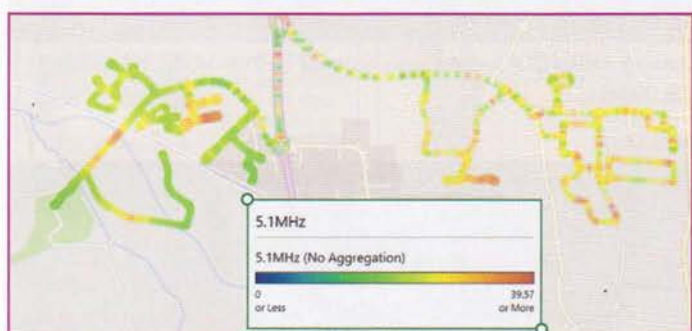 5.1MHz
5.1MHz (No Aggregation)
0
or Less
39.57
or More